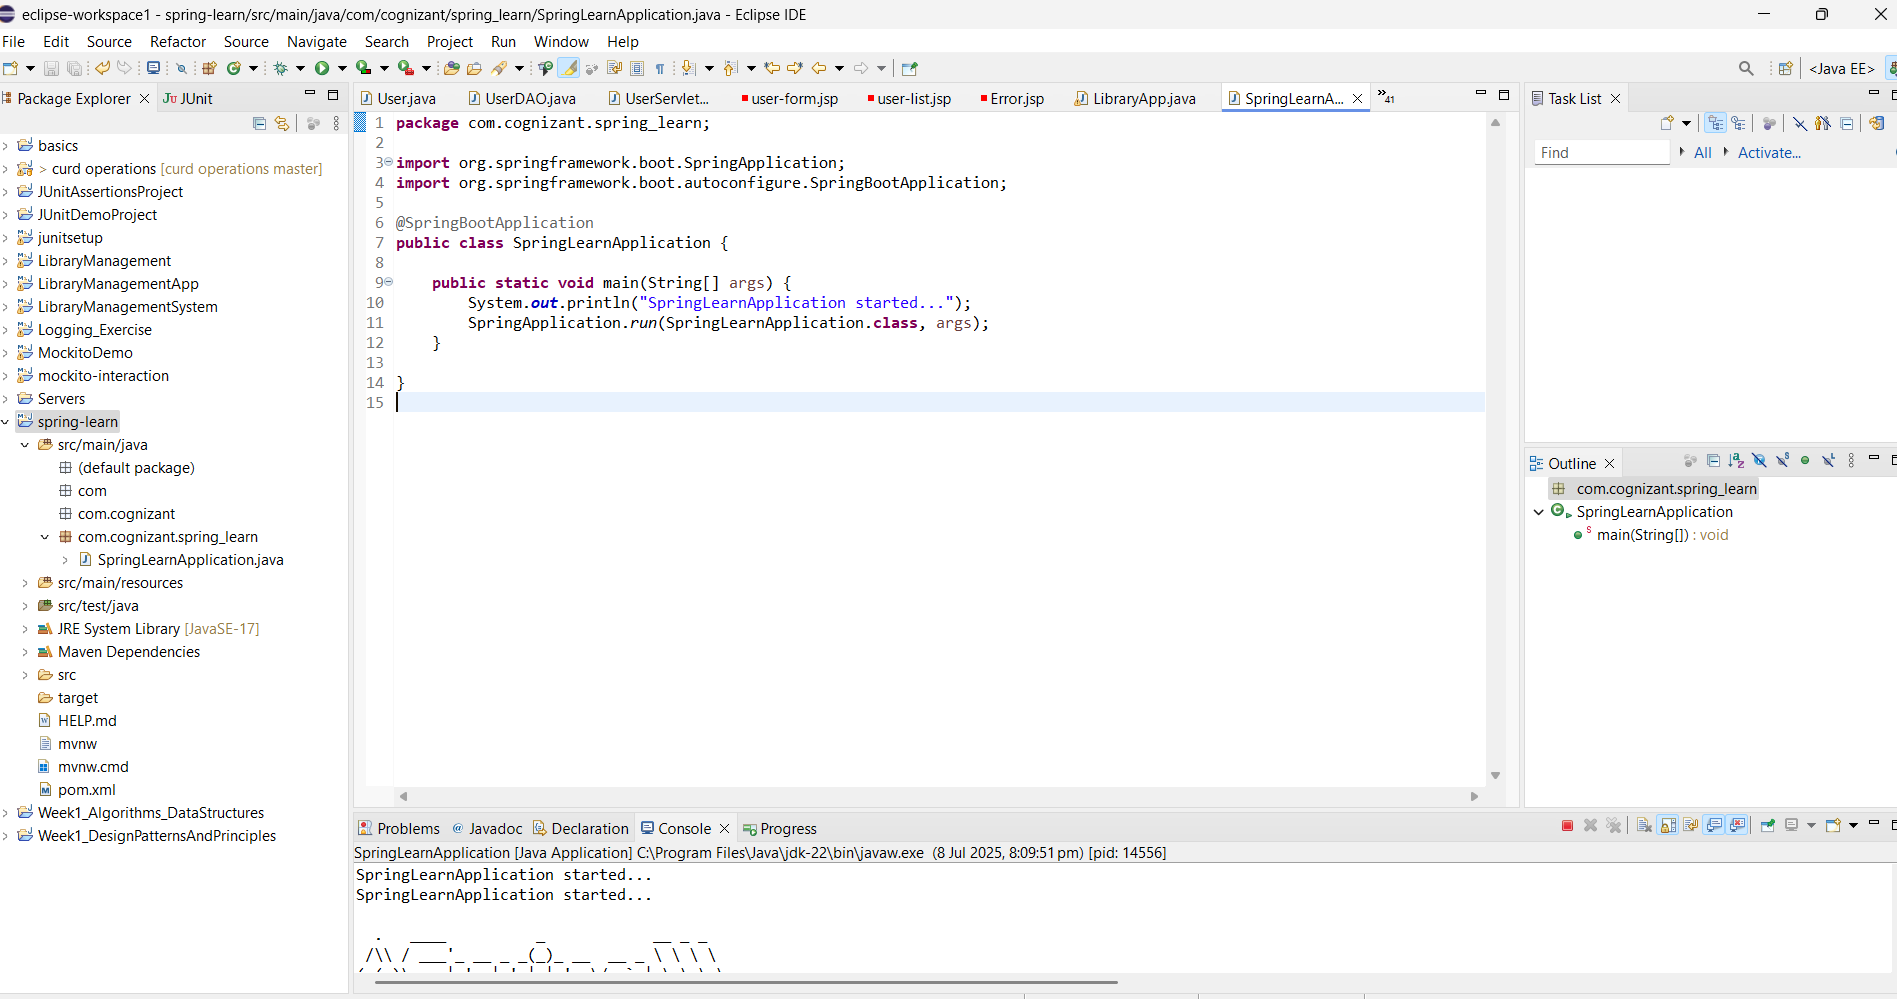 eclipse-workspace1 - spring-learn/src/main/java/com/cognizant/spring_learn/SpringLearnApplication.java - Eclipse IDE
File Edit Source Refactor Source Navigate Search Project Run Window Help
<Java EE>
Package Explorer
JUnit
basics
> curd operations [curd operations master]
JUnitAssertionsProject
JUnitDemoProject
junitsetup
LibraryManagement
LibraryManagementApp
LibraryManagementSystem
Logging_Exercise
MockitoDemo
mockito-interaction
Servers
spring-learn
src/main/java
(default package)
com
com.cognizant
com.cognizant.spring_learn
SpringLearnApplication.java
src/main/resources
src/test/java
JRE System Library [JavaSE-17]
Maven Dependencies
src
target
HELP.md
mvnw
mvnw.cmd
pom.xml
Week1_Algorithms_DataStructures
Week1_DesignPatternsAndPrinciples
User.java UserDAO.java UserServlet... user-form.jsp user-list.jsp Error.jsp LibraryApp.java SpringLearnA... »41
1 package com.cognizant.spring_learn;
2
3 import org.springframework.boot.SpringApplication;
4 import org.springframework.boot.autoconfigure.SpringBootApplication;
5
6 @SpringBootApplication
7 public class SpringLearnApplication {
8
9 public static void main(String[] args) {
10 System.out.println("SpringLearnApplication started...");
11 SpringApplication.run(SpringLearnApplication.class, args);
12 }
13
14 }
15
Task List
Find All Activate...
Outline
com.cognizant.spring_learn
SpringLearnApplication
main(String[]) : void
Problems @ Javadoc Declaration Console Progress
SpringLearnApplication [Java Application] C:\Program Files\Java\jdk-22\bin\javaw.exe (8 Jul 2025, 8:09:51 pm) [pid: 14556]
SpringLearnApplication started...
SpringLearnApplication started...